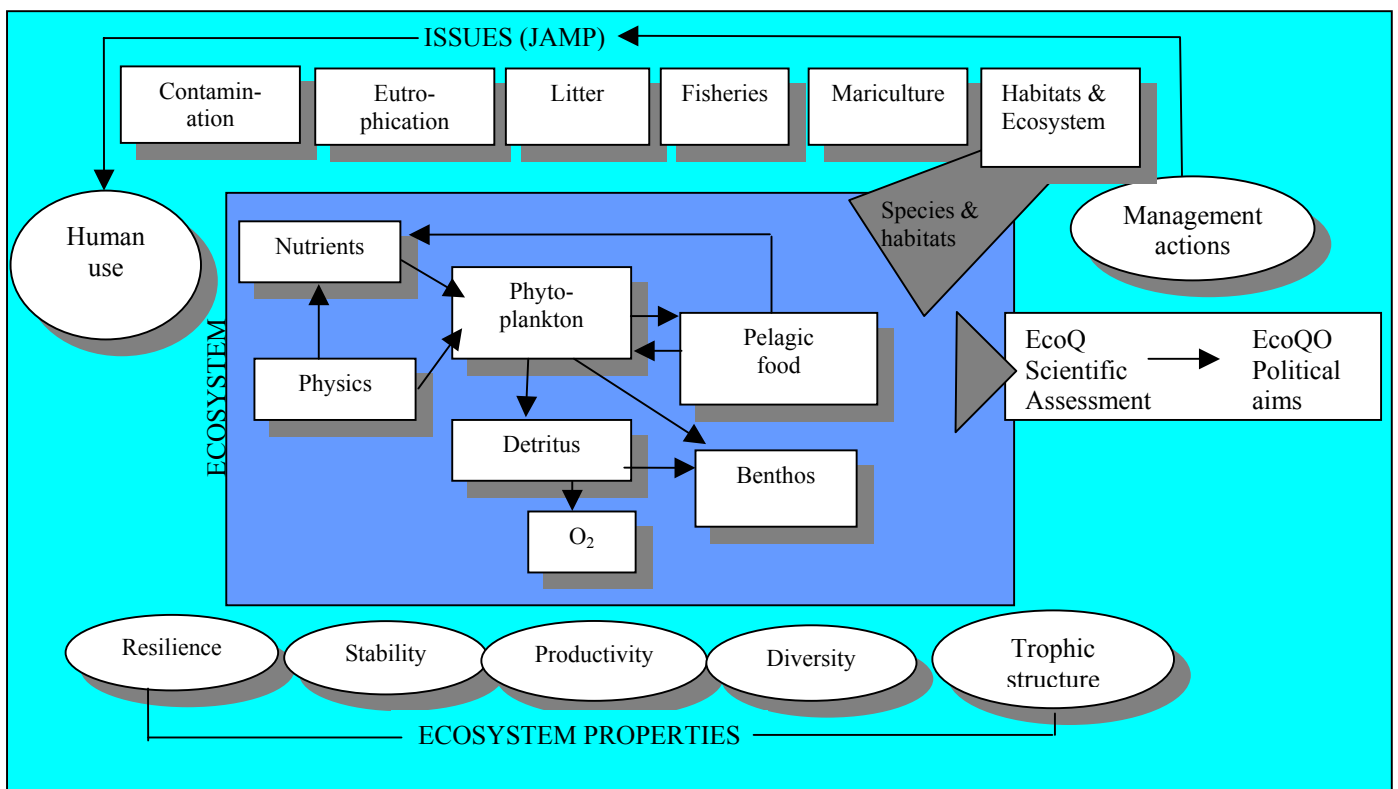 ISSUES (JAMP)
Contamin-
ation
Eutro-
phication
Litter
Fisheries
Mariculture
Habitats &
Ecosystem
Human
use
Species &
habitats
Management
actions
ECOSYSTEM
Nutrients
Phyto-
plankton
Pelagic
food
Physics
EcoQ
Scientific
Assessment
EcoQO
Political
aims
Detritus
Benthos
O₂
Resilience
Stability
Productivity
Diversity
Trophic
structure
ECOSYSTEM PROPERTIES